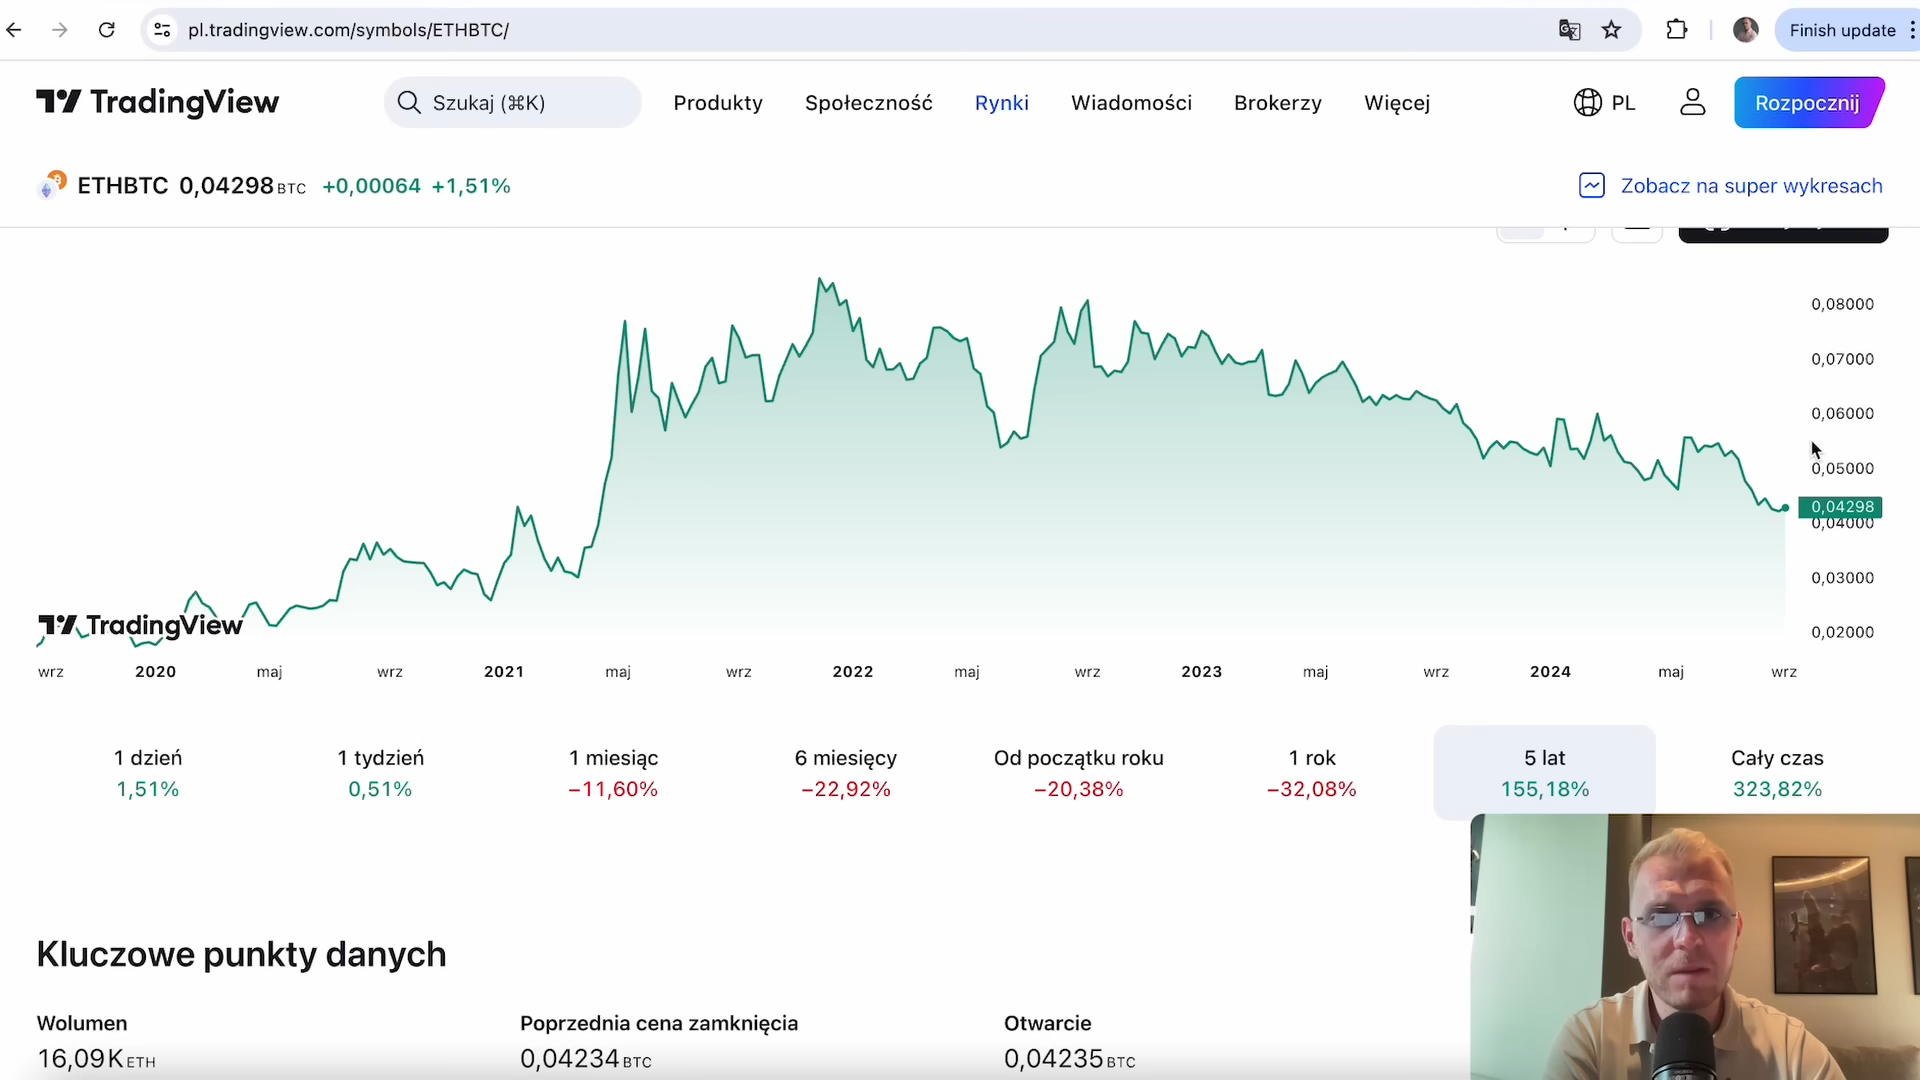 pl.tradingview.com/symbols/ETHBTC/
Finish update
TradingView
Szukaj (⌘K)
Produkty
Społeczność
Rynki
Wiadomości
Brokerzy
Więcej
PL
Rozpocznij
ETHBTC 0,04298 BTC +0,00064 +1,51%
Zobacz na super wykresach
0,08000
0,07000
0,06000
0,05000
0,04298
0,04000
0,03000
0,02000
TradingView
wrz 2020 maj wrz 2021 maj wrz 2022 maj wrz 2023 maj wrz 2024 maj wrz
1 dzień 1 tydzień 1 miesiąc 6 miesięcy Od początku roku 1 rok 5 lat Cały czas
1,51% 0,51% −11,60% −22,92% −20,38% −32,08% 155,18% 323,82%
Kluczowe punkty danych
Wolumen Poprzednia cena zamknięcia Otwarcie
16,09K ETH 0,04234 BTC 0,04235 BTC